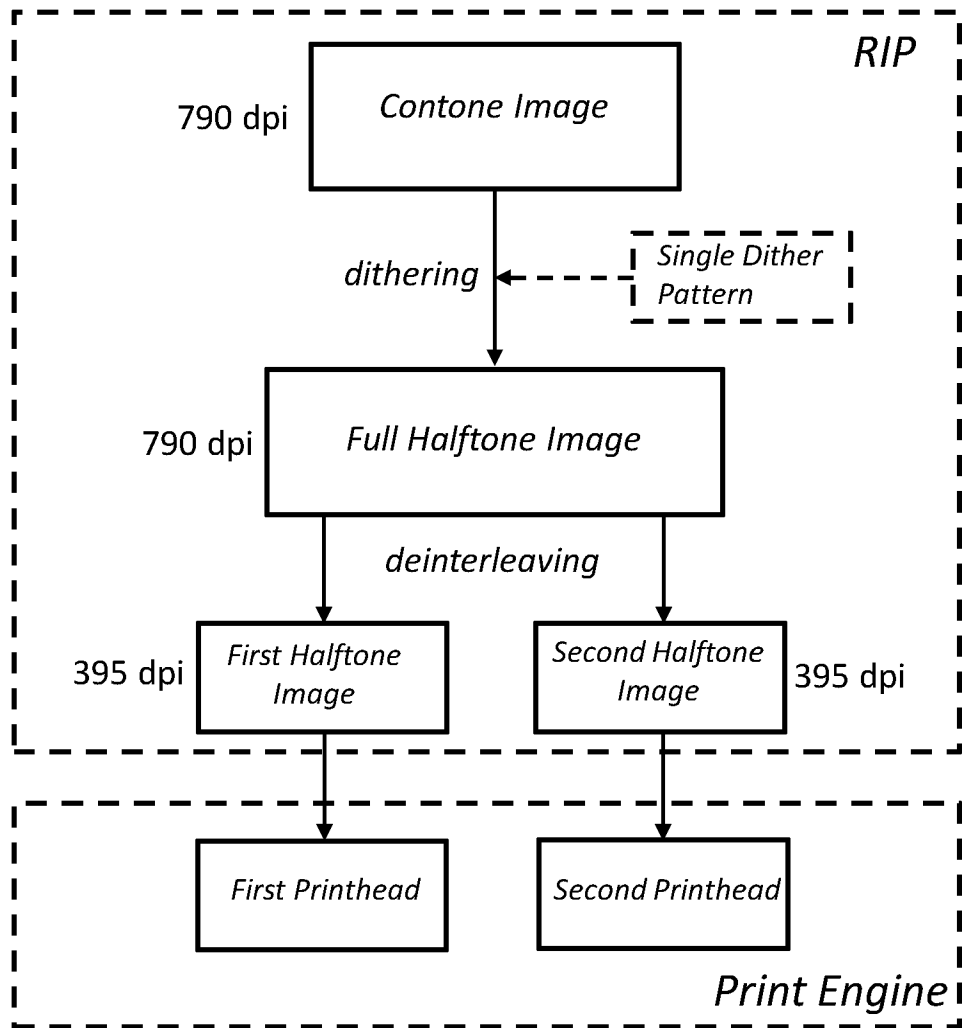 RIP
790 dpi
Contone Image
dithering
Single Dither
Pattern
790 dpi
Full Halftone Image
deinterleaving
395 dpi
First Halftone
Image
Second Halftone
Image
395 dpi
First Printhead
Second Printhead
Print Engine